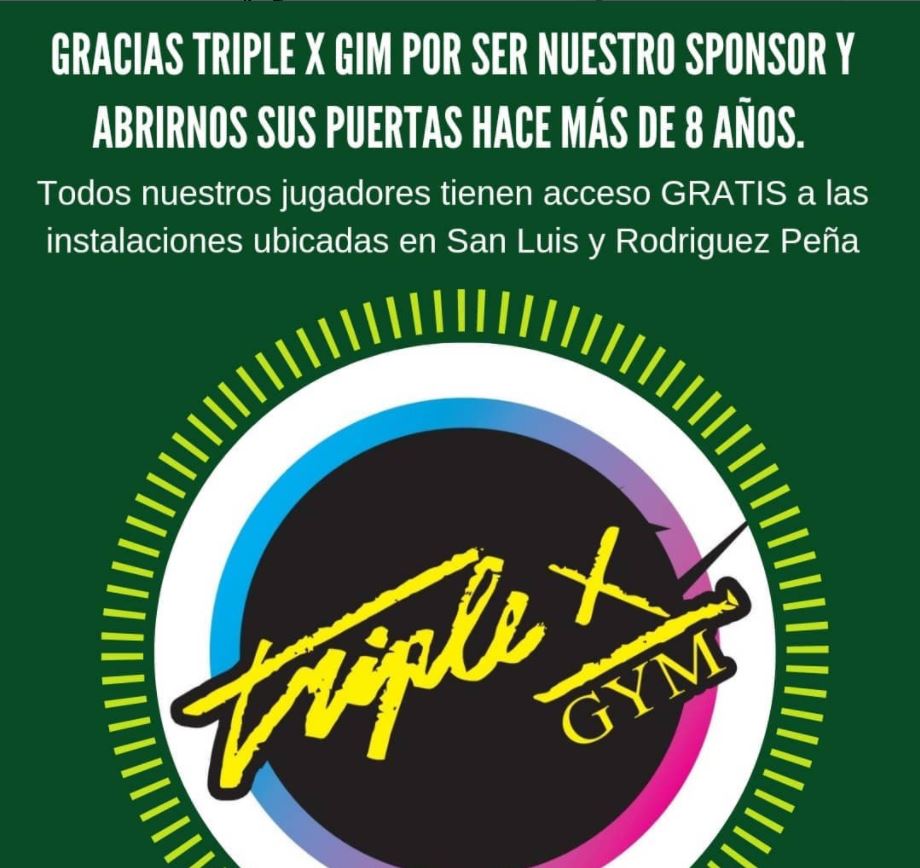 GRACIAS TRIPLE X GIM POR SER NUESTRO SPONSOR Y
ABRIRNOS SUS PUERTAS HACE MÁS DE 8 AÑOS.
Todos nuestros jugadores tienen acceso GRATIS a las
instalaciones ubicadas en San Luis y Rodriguez Peña
triple X
GYM